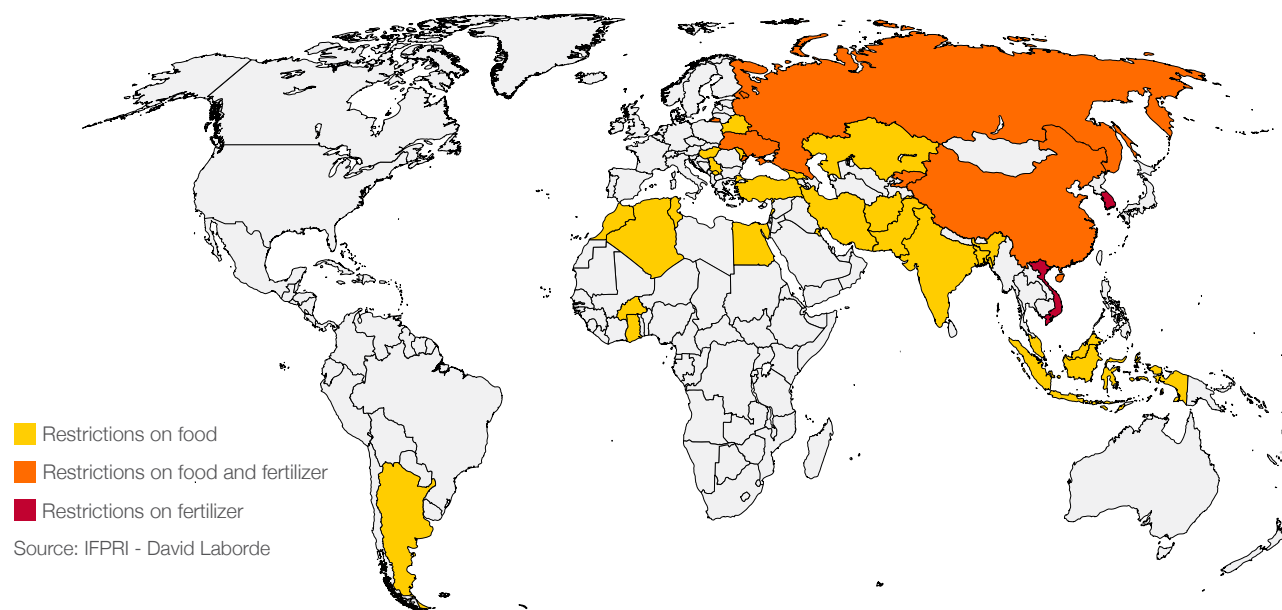 Restrictions on food
Restrictions on food and fertilizer
Restrictions on fertilizer
Source: IFPRI - David Laborde